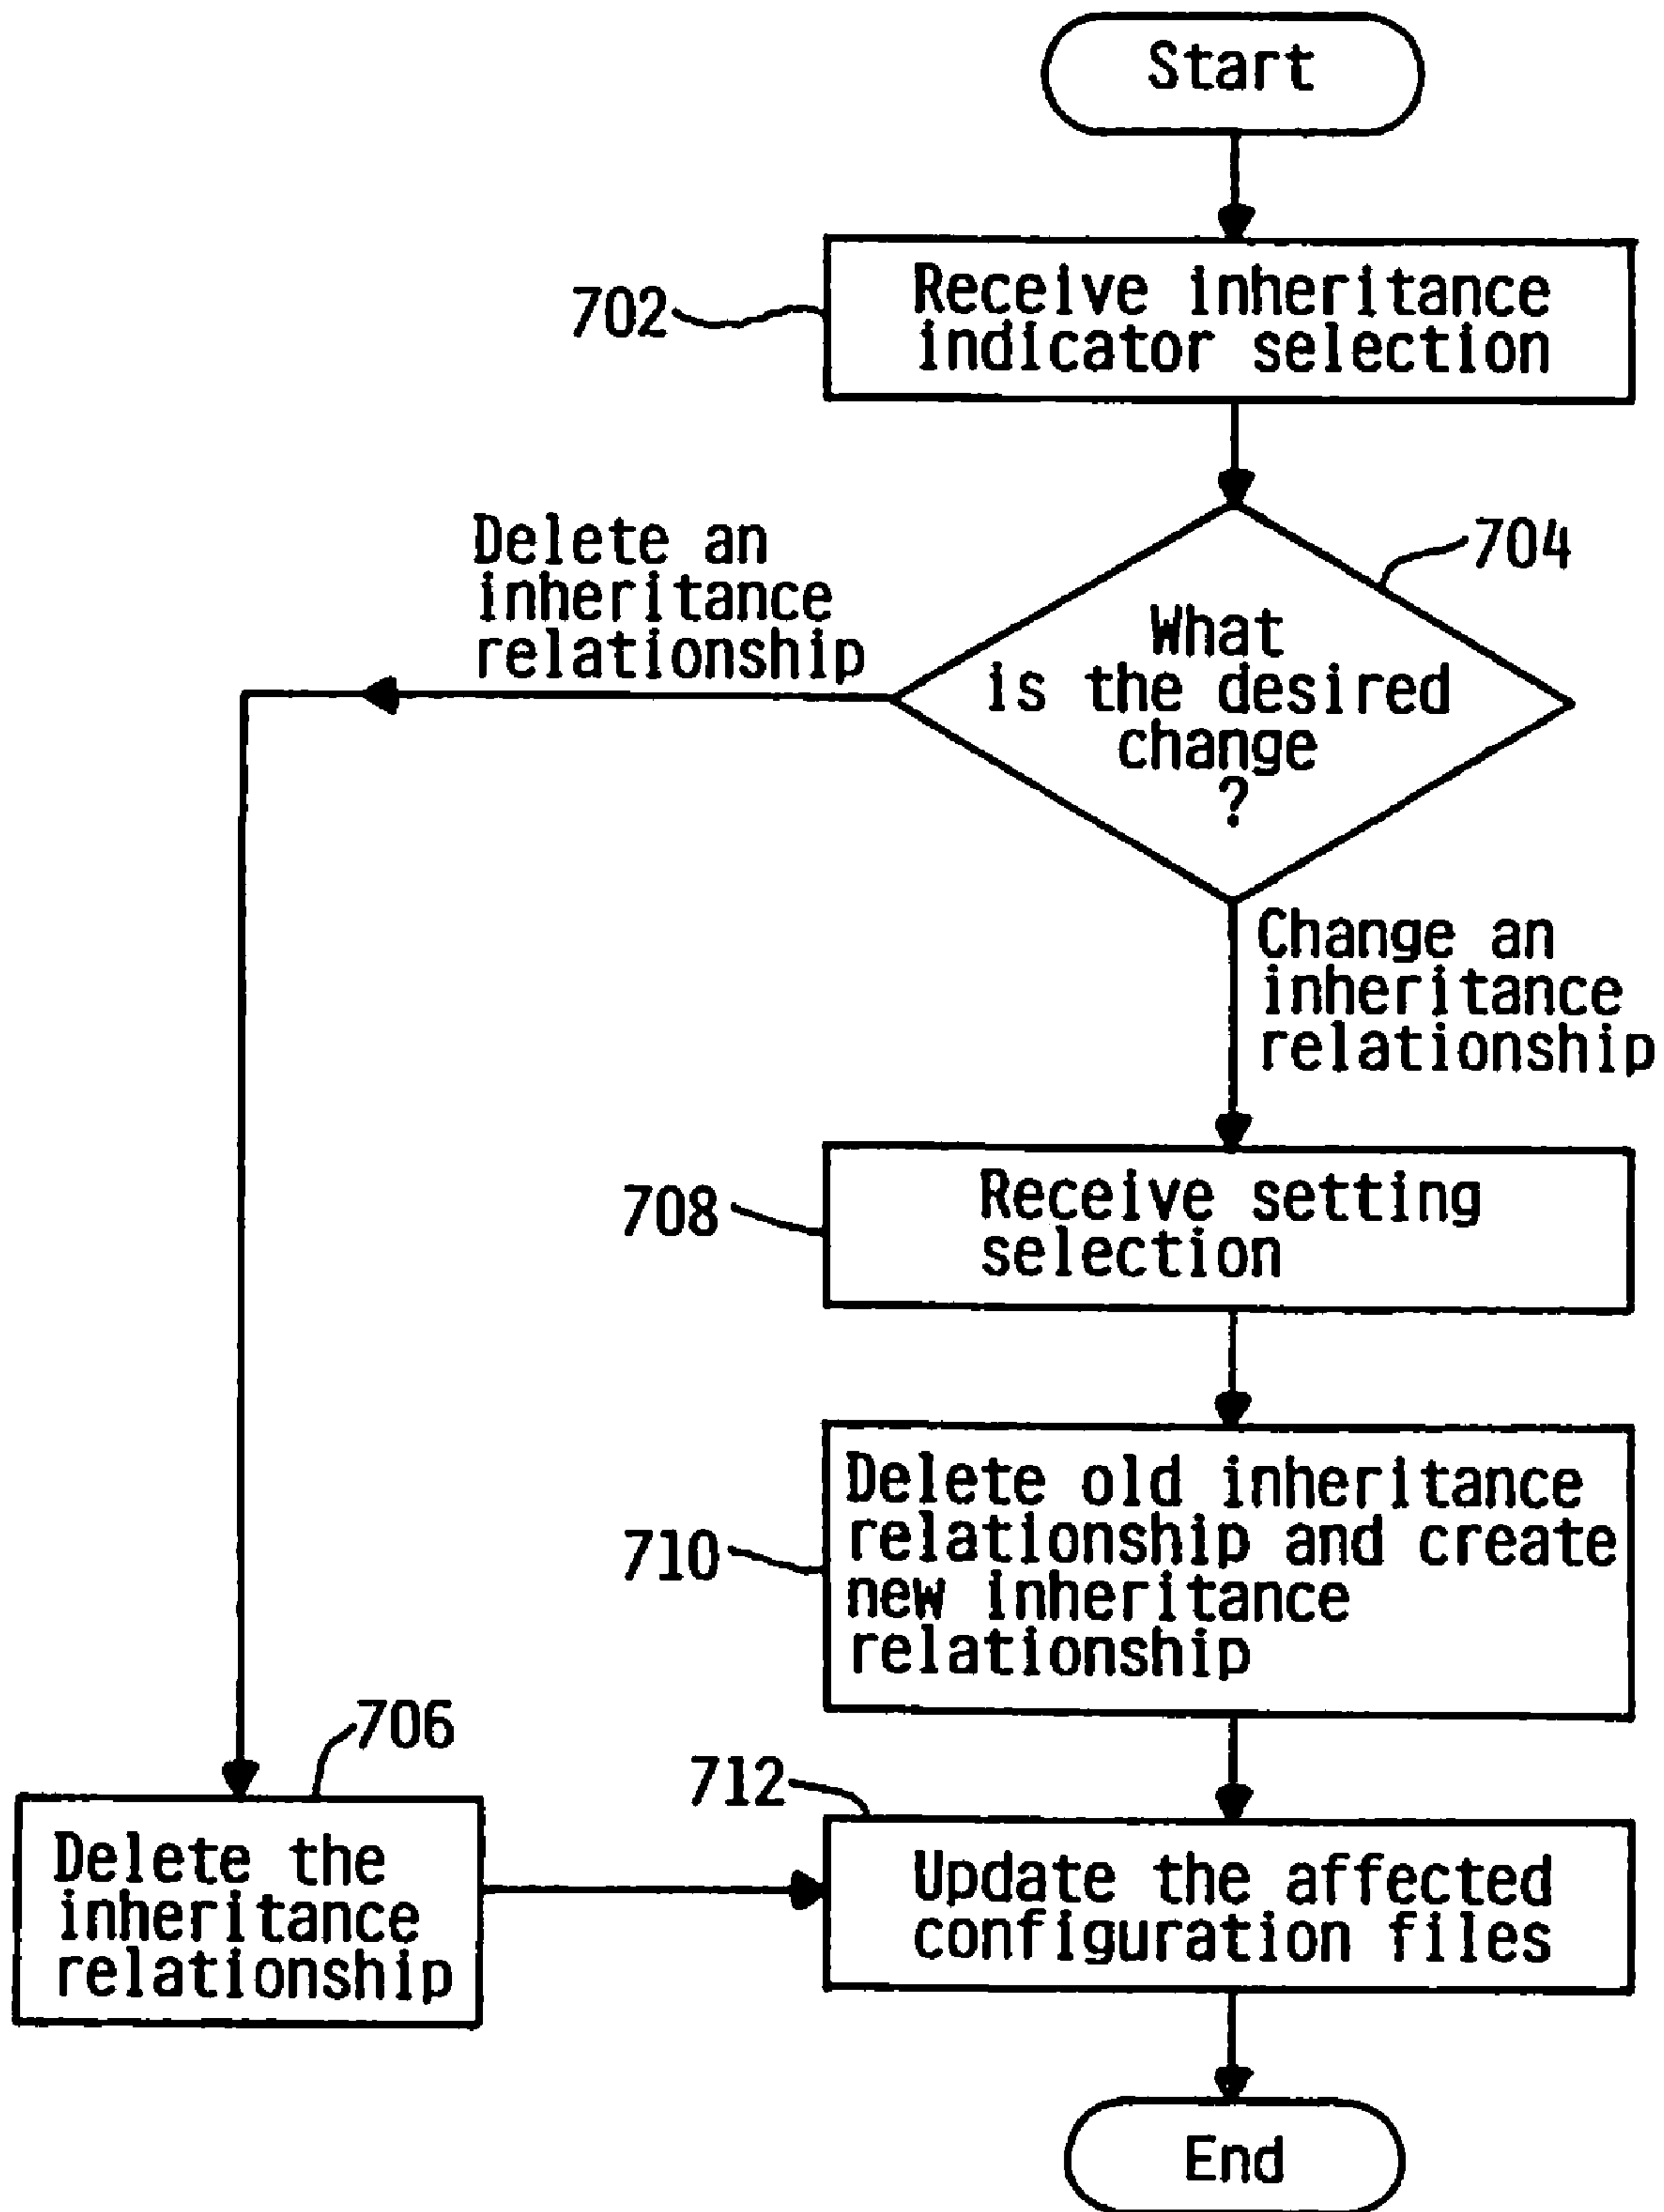 Start
702
Receive inheritance
indicator selection
Delete an
inheritance
relationship
704
What
is the desired
change
?
Change an
inheritance
relationship
708
Receive setting
selection
710
Delete old inheritance
relationship and create
new inheritance
relationship
706
Delete the
inheritance
relationship
712
Update the affected
configuration files
End